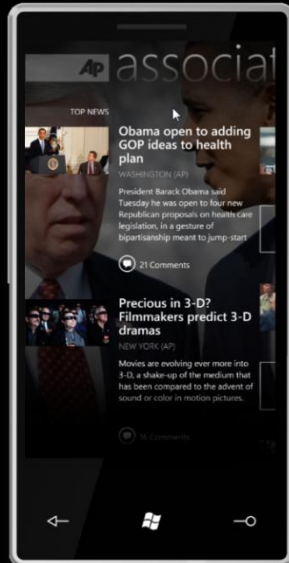 AP associat
TOP NEWS
Obama open to adding
GOP ideas to health
plan
WASHINGTON (AP)
President Barack Obama said
Tuesday he was open to four new
Republican proposals on health care
legislation, in a gesture of
bipartisanship meant to jump-start
21 Comments
Precious in 3-D?
Filmmakers predict 3-D
dramas
NEW YORK (AP)
Movies are evolving ever more into
3-D, a shake-up of the medium that
has been compared to the advent of
sound or color in motion pictures.
36 Comments